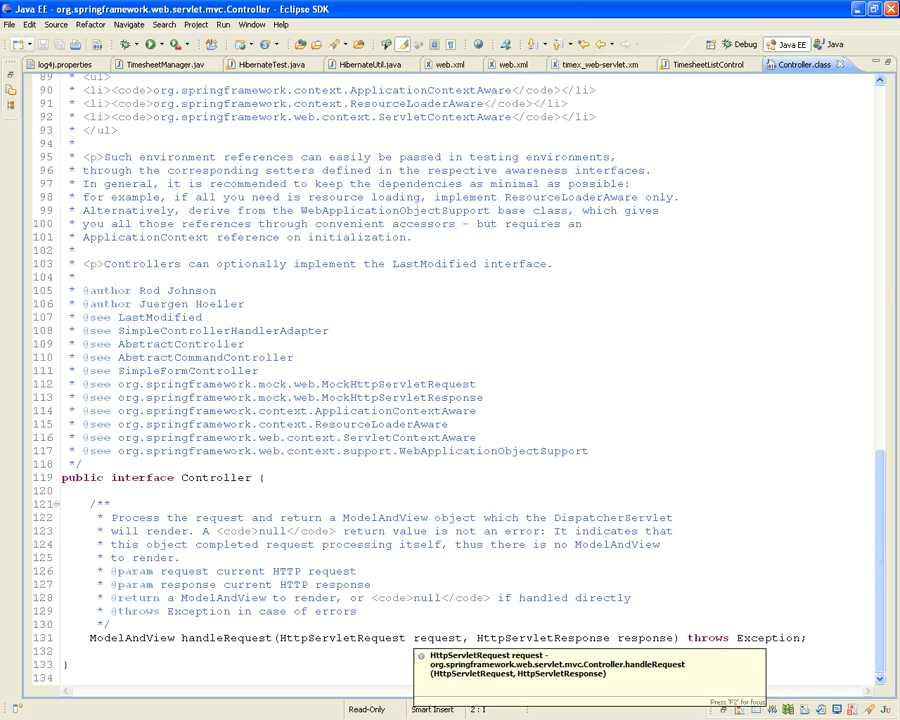 Java EE - org.springframework.web.servlet.mvc.Controller - Eclipse SDK
File Edit Source Refactor Navigate Search Project Run Window Help
Debug Java EE Java
log4j.properties TimesheetManager.jav HibernateTest.java HibernateUtil.java web.xml web.xml timex_web-servlet.xm TimesheetListControl Controller.class
89 * <ul>
90 * <li><code>org.springframework.context.ApplicationContextAware</code></li>
91 * <li><code>org.springframework.context.ResourceLoaderAware</code></li>
92 * <li><code>org.springframework.web.context.ServletContextAware</code></li>
93 * </ul>
94 *
95 * <p>Such environment references can easily be passed in testing environments,
96 * through the corresponding setters defined in the respective awareness interfaces.
97 * In general, it is recommended to keep the dependencies as minimal as possible:
98 * for example, if all you need is resource loading, implement ResourceLoaderAware only.
99 * Alternatively, derive from the WebApplicationObjectSupport base class, which gives
100 * you all those references through convenient accessors - but requires an
101 * ApplicationContext reference on initialization.
102 *
103 * <p>Controllers can optionally implement the LastModified interface.
104 *
105 * @author Rod Johnson
106 * @author Juergen Hoeller
107 * @see LastModified
108 * @see SimpleControllerHandlerAdapter
109 * @see AbstractController
110 * @see AbstractCommandController
111 * @see SimpleFormController
112 * @see org.springframework.mock.web.MockHttpServletRequest
113 * @see org.springframework.mock.web.MockHttpServletResponse
114 * @see org.springframework.context.ApplicationContextAware
115 * @see org.springframework.context.ResourceLoaderAware
116 * @see org.springframework.web.context.ServletContextAware
117 * @see org.springframework.web.context.support.WebApplicationObjectSupport
118 */
119 public interface Controller {
120
121 /**
122 * Process the request and return a ModelAndView object which the DispatcherServlet
123 * will render. A <code>null</code> return value is not an error: It indicates that
124 * this object completed request processing itself, thus there is no ModelAndView
125 * to render.
126 * @param request current HTTP request
127 * @param response current HTTP response
128 * @return a ModelAndView to render, or <code>null</code> if handled directly
129 * @throws Exception in case of errors
130 */
131 ModelAndView handleRequest(HttpServletRequest request, HttpServletResponse response) throws Exception;
132
133 }
134
HttpServletRequest request -
org.springframework.web.servlet.mvc.Controller.handleRequest
(HttpServletRequest, HttpServletResponse)
Press 'F2' for focus
Read-Only Smart Insert 2 : 1